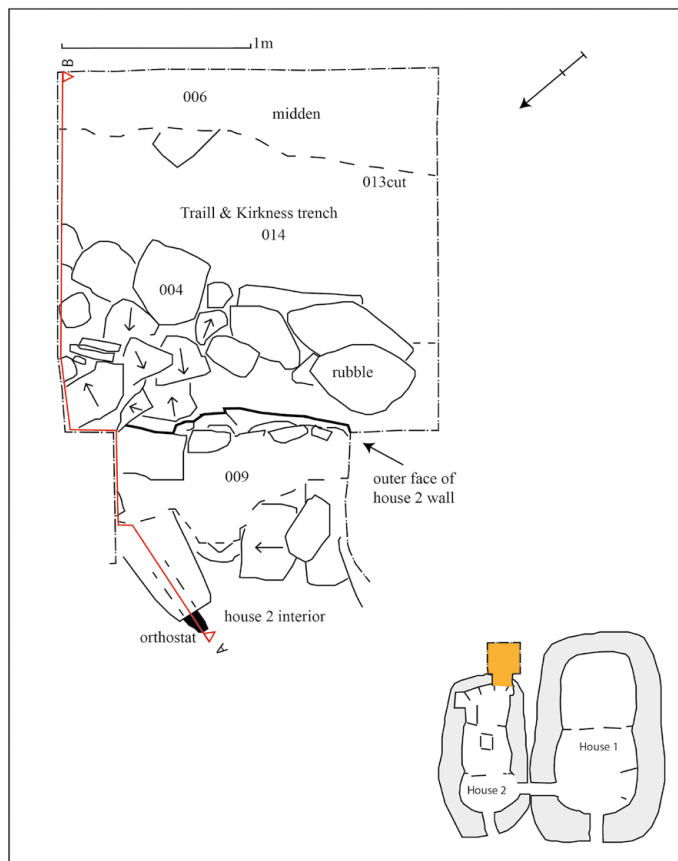 1m
B
006
midden
013cut
Traill & Kirkness trench
014
004
rubble
009
outer face of
house 2 wall
house 2 interior
orthostat
A
House 1
House 2